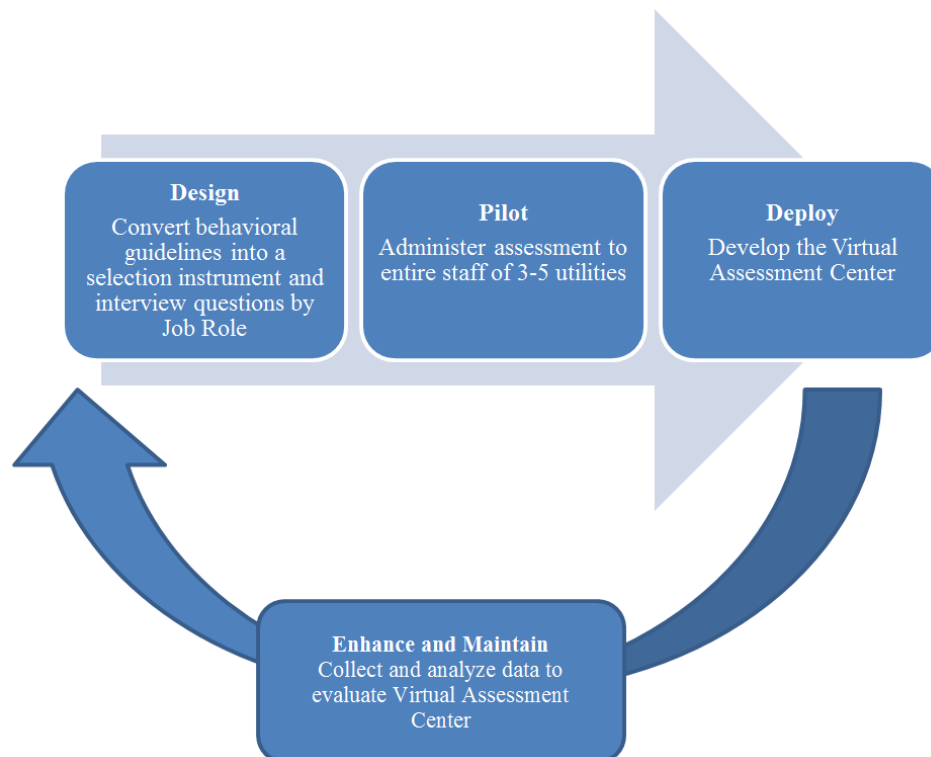 Design
Convert behavioral
guidelines into a
selection instrument and
interview questions by
Job Role
Pilot
Administer assessment to
entire staff of 3-5 utilities
Deploy
Develop the Virtual
Assessment Center
Enhance and Maintain
Collect and analyze data to
evaluate Virtual Assessment
Center